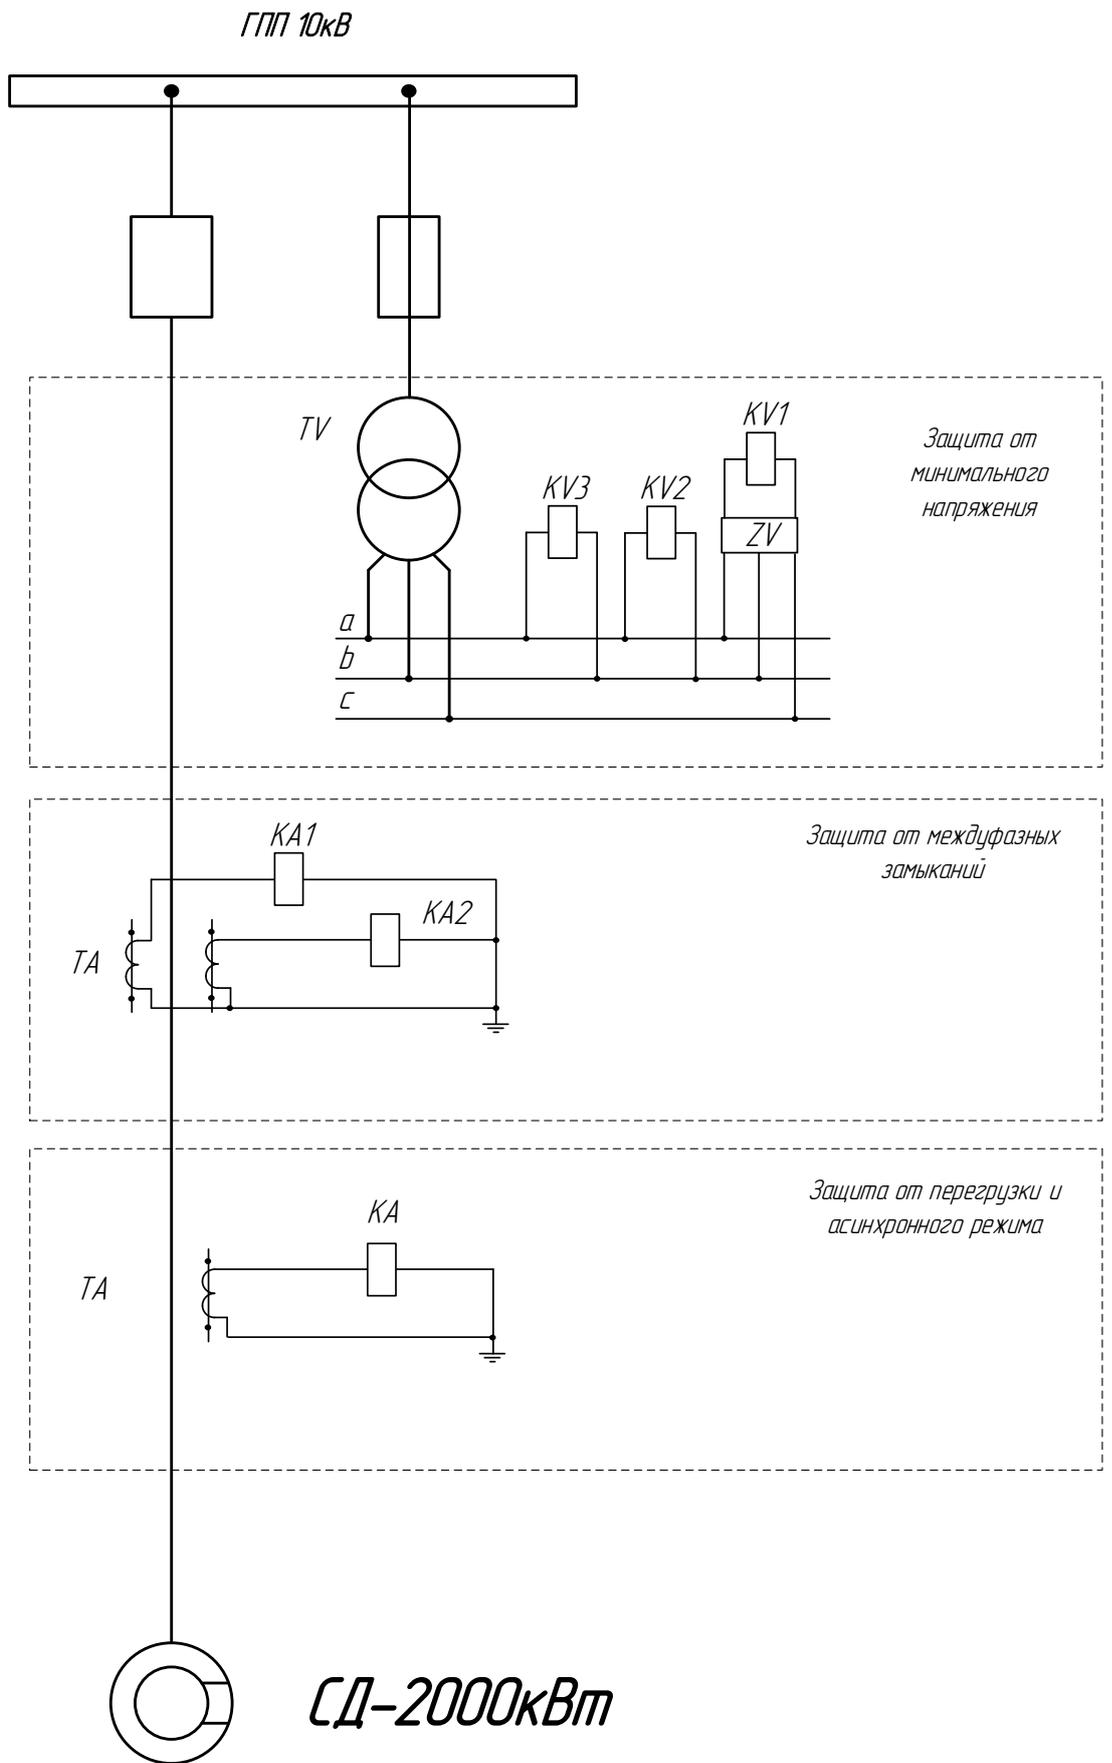 ГПП 10кВ
TV
KV1
Защита от
минимального
напряжения
KV3
KV2
ZV
a
b
c
KA1
Защита от междуфазных
замыканий
KA2
TA
Защита от перегрузки и
асинхронного режима
KA
TA
СД-2000кВт